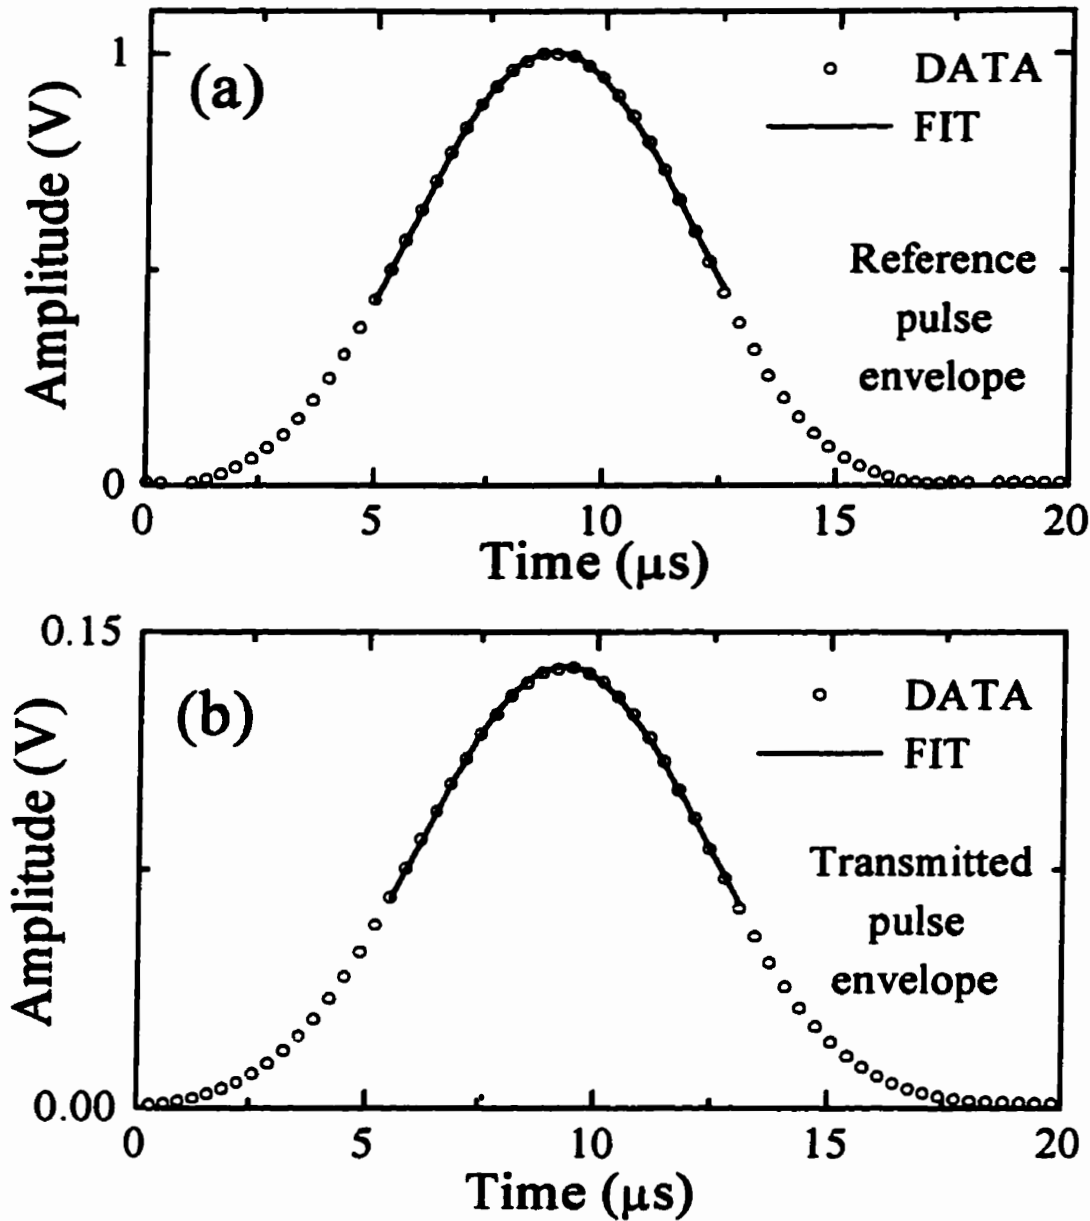 (a)
DATA
FIT
Reference
pulse
envelope
Amplitude (V)
1
0
0 5 10 15 20
Time (μs)
(b)
DATA
FIT
Transmitted
pulse
envelope
Amplitude (V)
0.15
0.00
0 5 10 15 20
Time (μs)